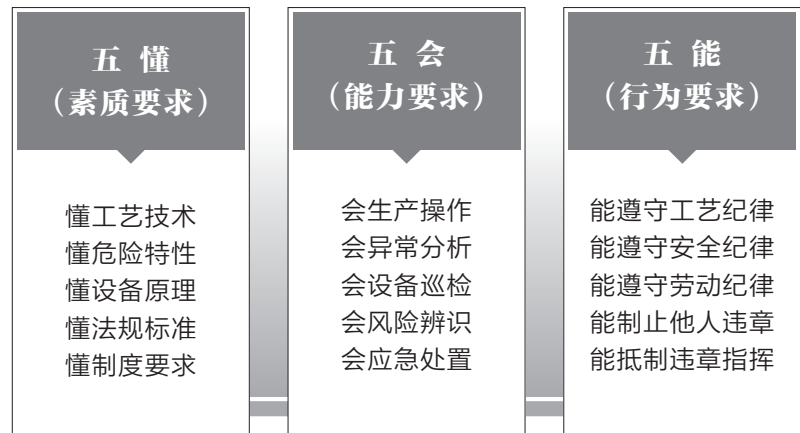 五 懂
（素质要求）
懂工艺技术
懂危险特性
懂设备原理
懂法规标准
懂制度要求
五 会
（能力要求）
会生产操作
会异常分析
会设备巡检
会风险辨识
会应急处置
五 能
（行为要求）
能遵守工艺纪律
能遵守安全纪律
能遵守劳动纪律
能制止他人违章
能抵制违章指挥